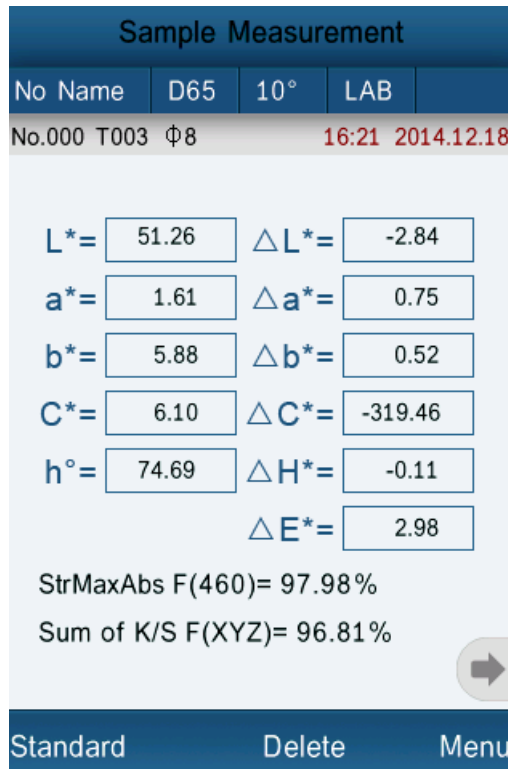 Sample Measurement
No Name D65 10° LAB
No.000 T003 Φ8 16:21 2014.12.18
L*= 51.26 △L*= -2.84
a*= 1.61 △a*= 0.75
b*= 5.88 △b*= 0.52
C*= 6.10 △C*= -319.46
h°= 74.69 △H*= -0.11
△E*= 2.98
StrMaxAbs F(460)= 97.98%
Sum of K/S F(XYZ)= 96.81%
Standard Delete Menu